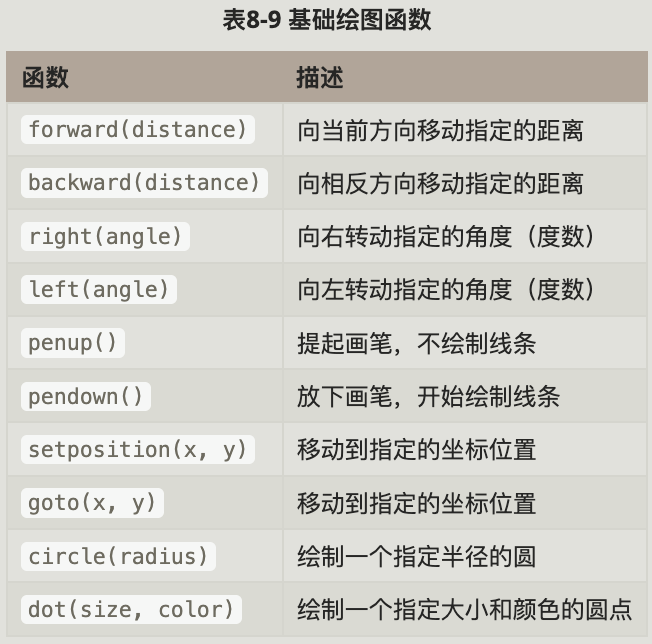 表8-9 基础绘图函数
函数 描述
forward(distance) 向当前方向移动指定的距离
backward(distance) 向相反方向移动指定的距离
right(angle) 向右转动指定的角度（度数）
left(angle) 向左转动指定的角度（度数）
penup() 提起画笔，不绘制线条
pendown() 放下画笔，开始绘制线条
setposition(x, y) 移动到指定的坐标位置
goto(x, y) 移动到指定的坐标位置
circle(radius) 绘制一个指定半径的圆
dot(size, color) 绘制一个指定大小和颜色的圆点